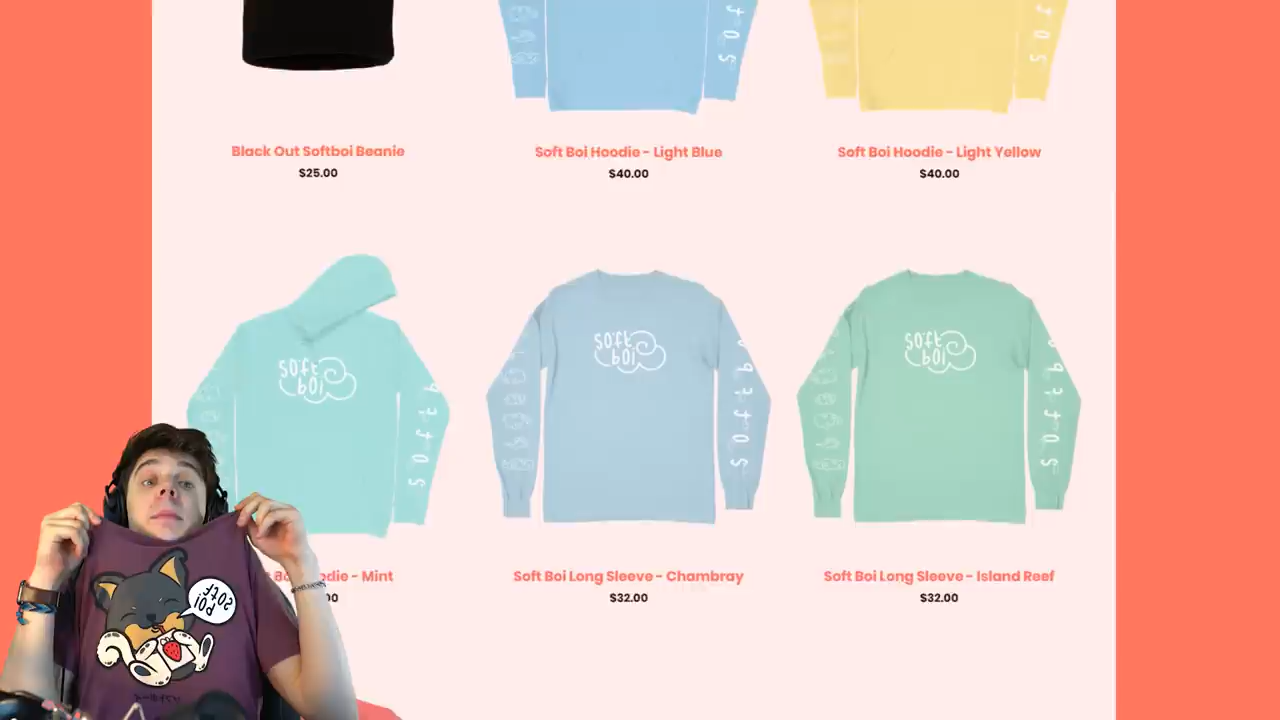 Black Out Softboi Beanie
$25.00
Soft Boi Hoodie - Light Blue
$40.00
Soft Boi Hoodie - Light Yellow
$40.00
soft
boi
soft
boi
soft
boi
Hoodie - Mint
Soft Boi Long Sleeve - Chambray
$32.00
Soft Boi Long Sleeve - Island Reef
$32.00
soft
boi